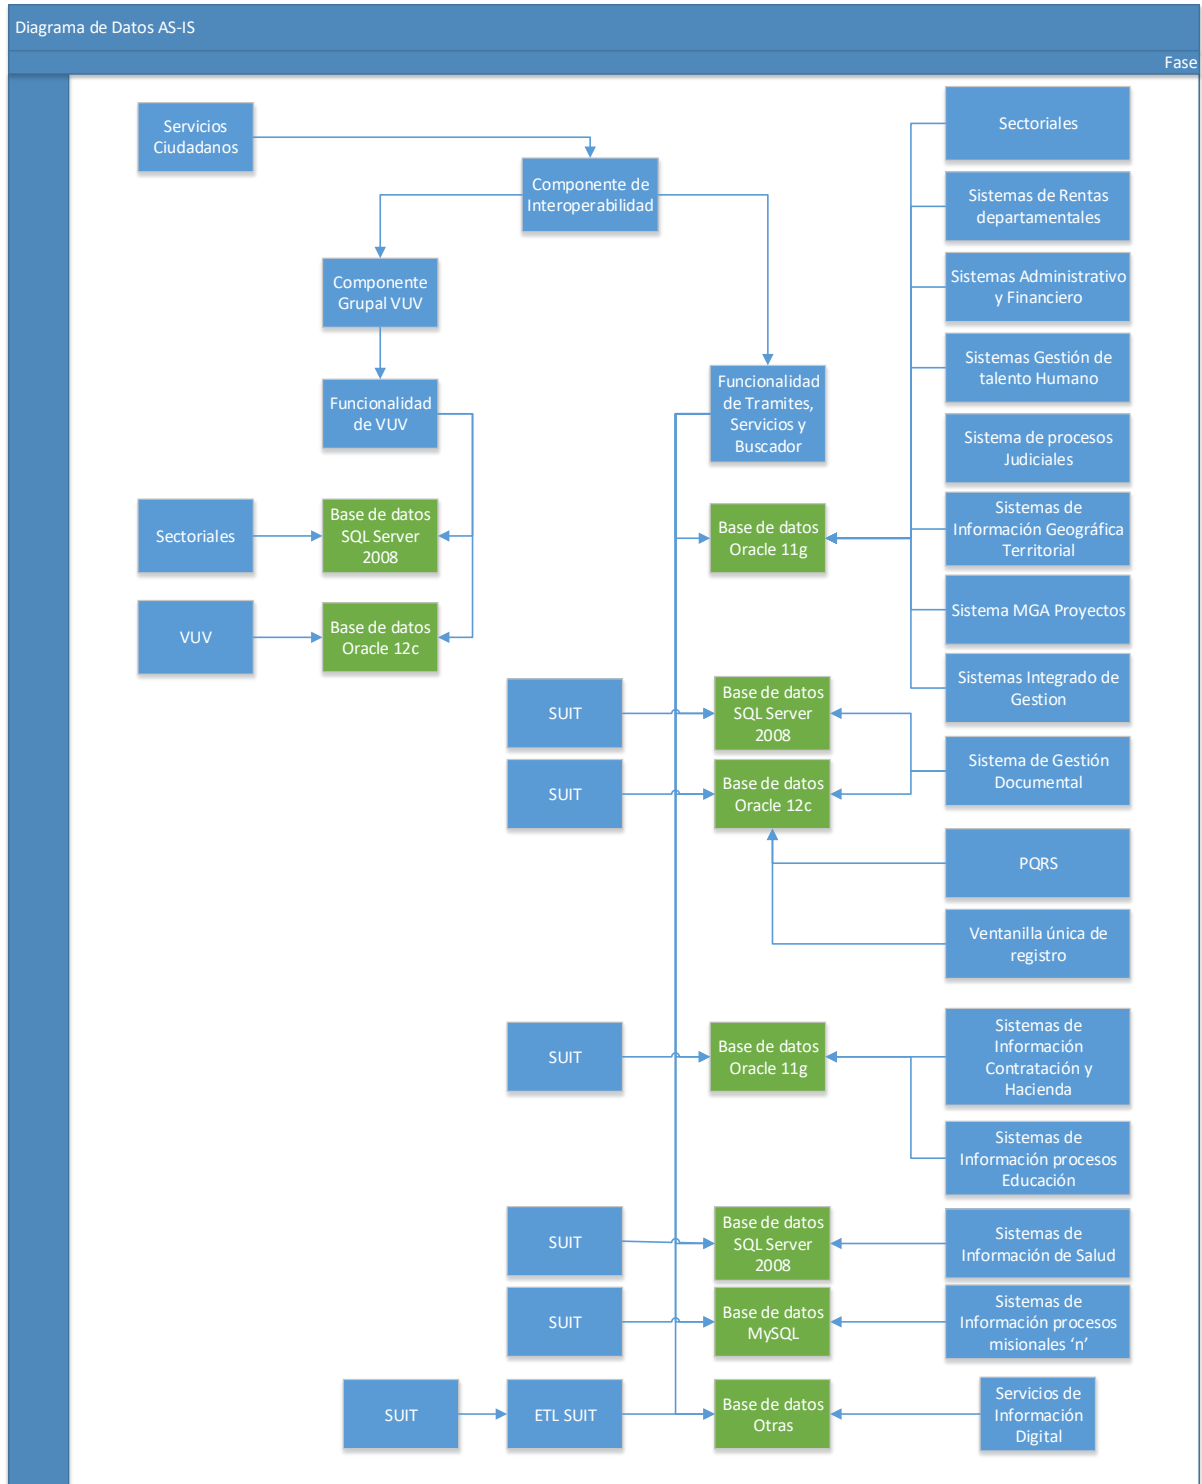 Diagrama de Datos AS-IS
Fase
Servicios
Ciudadanos
Componente de
Interoperabilidad
Componente
Grupal VUV
Funcionalidad
de VUV
Funcionalidad
de Tramites,
Servicios y
Buscador
Sectoriales
Base de datos
SQL Server
2008
VUV
Base de datos
Oracle 12c
Base de datos
Oracle 11g
Sectoriales
Sistemas de Rentas
departamentales
Sistemas Administrativo
y Financiero
Sistemas Gestión de
talento Humano
Sistema de procesos
Judiciales
Sistemas de
Información Geográfica
Territorial
Sistema MGA Proyectos
Sistemas Integrado de
Gestion
SUIT
Base de datos
SQL Server
2008
SUIT
Base de datos
Oracle 12c
Sistema de Gestión
Documental
PQRS
Ventanilla única de
registro
SUIT
Base de datos
Oracle 11g
Sistemas de
Información
Contratación y
Hacienda
Sistemas de
Información procesos
Educación
SUIT
Base de datos
SQL Server
2008
Sistemas de
Información de Salud
SUIT
Base de datos
MySQL
Sistemas de
Información procesos
misionales ‘n’
SUIT
ETL SUIT
Base de datos
Otras
Servicios de
Información
Digital